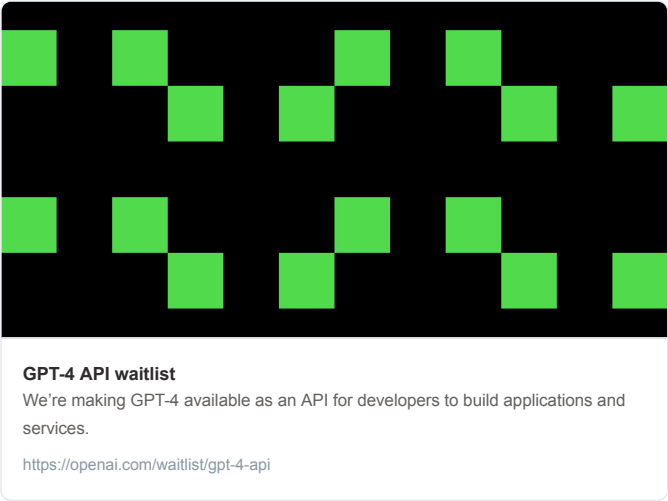 GPT-4 API waitlist
We’re making GPT-4 available as an API for developers to build applications and
services.
https://openai.com/waitlist/gpt-4-api